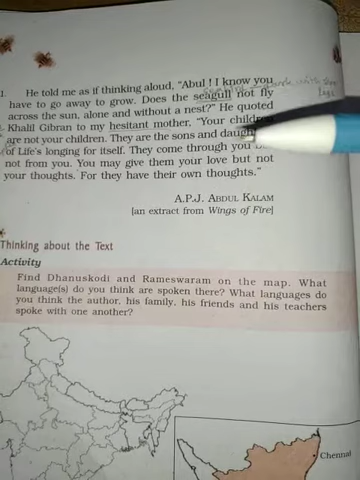 1. He told me as if thinking aloud, "Abul ! I know you
have to go away to grow. Does the seagull not fly
across the sun, alone and without a nest?" He quoted
Khalil Gibran to my hesitant mother, "Your children
are not your children. They are the sons and
of Life's longing for itself. They come through you
not from you. You may give them your love but not
your thoughts. For they have their own thoughts."
A.P.J. ABDUL KALAM
[an extract from Wings of Fire]
Thinking about the Text
Activity
Find Dhanuskodi and Rameswaram on the map. What
language(s) do you think are spoken there? What languages do
you think the author, his family, his friends and his teachers
spoke with one another?
Chennai